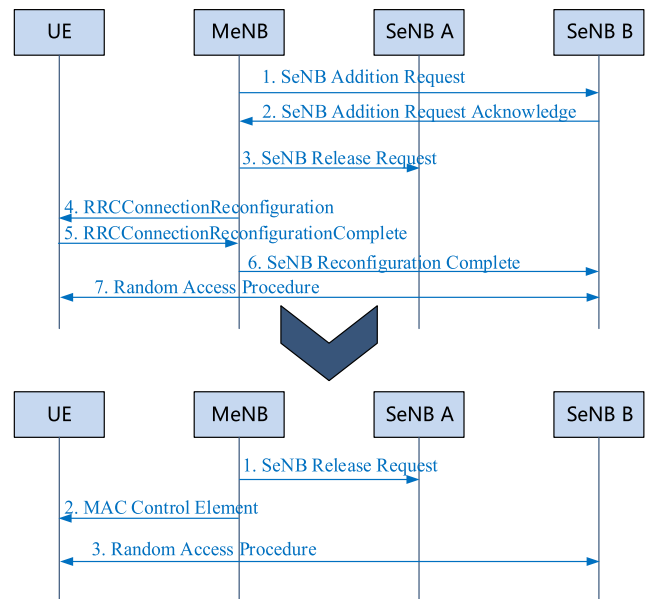 UE MeNB SeNB A SeNB B
1. SeNB Addition Request
2. SeNB Addition Request Acknowledge
3. SeNB Release Request
4. RRCConnectionReconfiguration
5. RRCConnectionReconfigurationComplete
6. SeNB Reconfiguration Complete
7. Random Access Procedure
UE MeNB SeNB A SeNB B
1. SeNB Release Request
2. MAC Control Element
3. Random Access Procedure